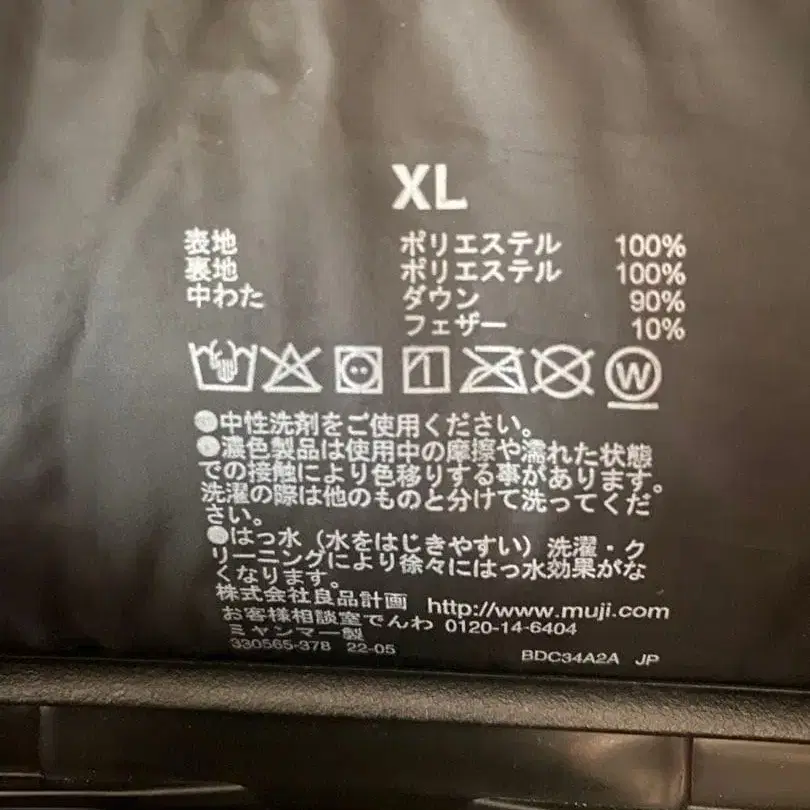 XL
表地 ポリエステル 100%
裏地 ポリエステル 100%
中わた ダウン 90%
フェザー 10%
W
●中性洗剤をご使用ください。
●濃色製品は使用中の摩擦や濡れた状態
での接触により色移りする事があります。
洗濯の際は他のものと分けて洗ってくだ
さい。
●はっ水（水をはじきやすい）洗濯・ク
リーニングにより徐々にはっ水効果がな
くなります。
株式会社良品計画 http://www.muji.com
お客様相談室でんわ 0120-14-6404
ミャンマー製
330565-378 22-05 BDC34A2A JP